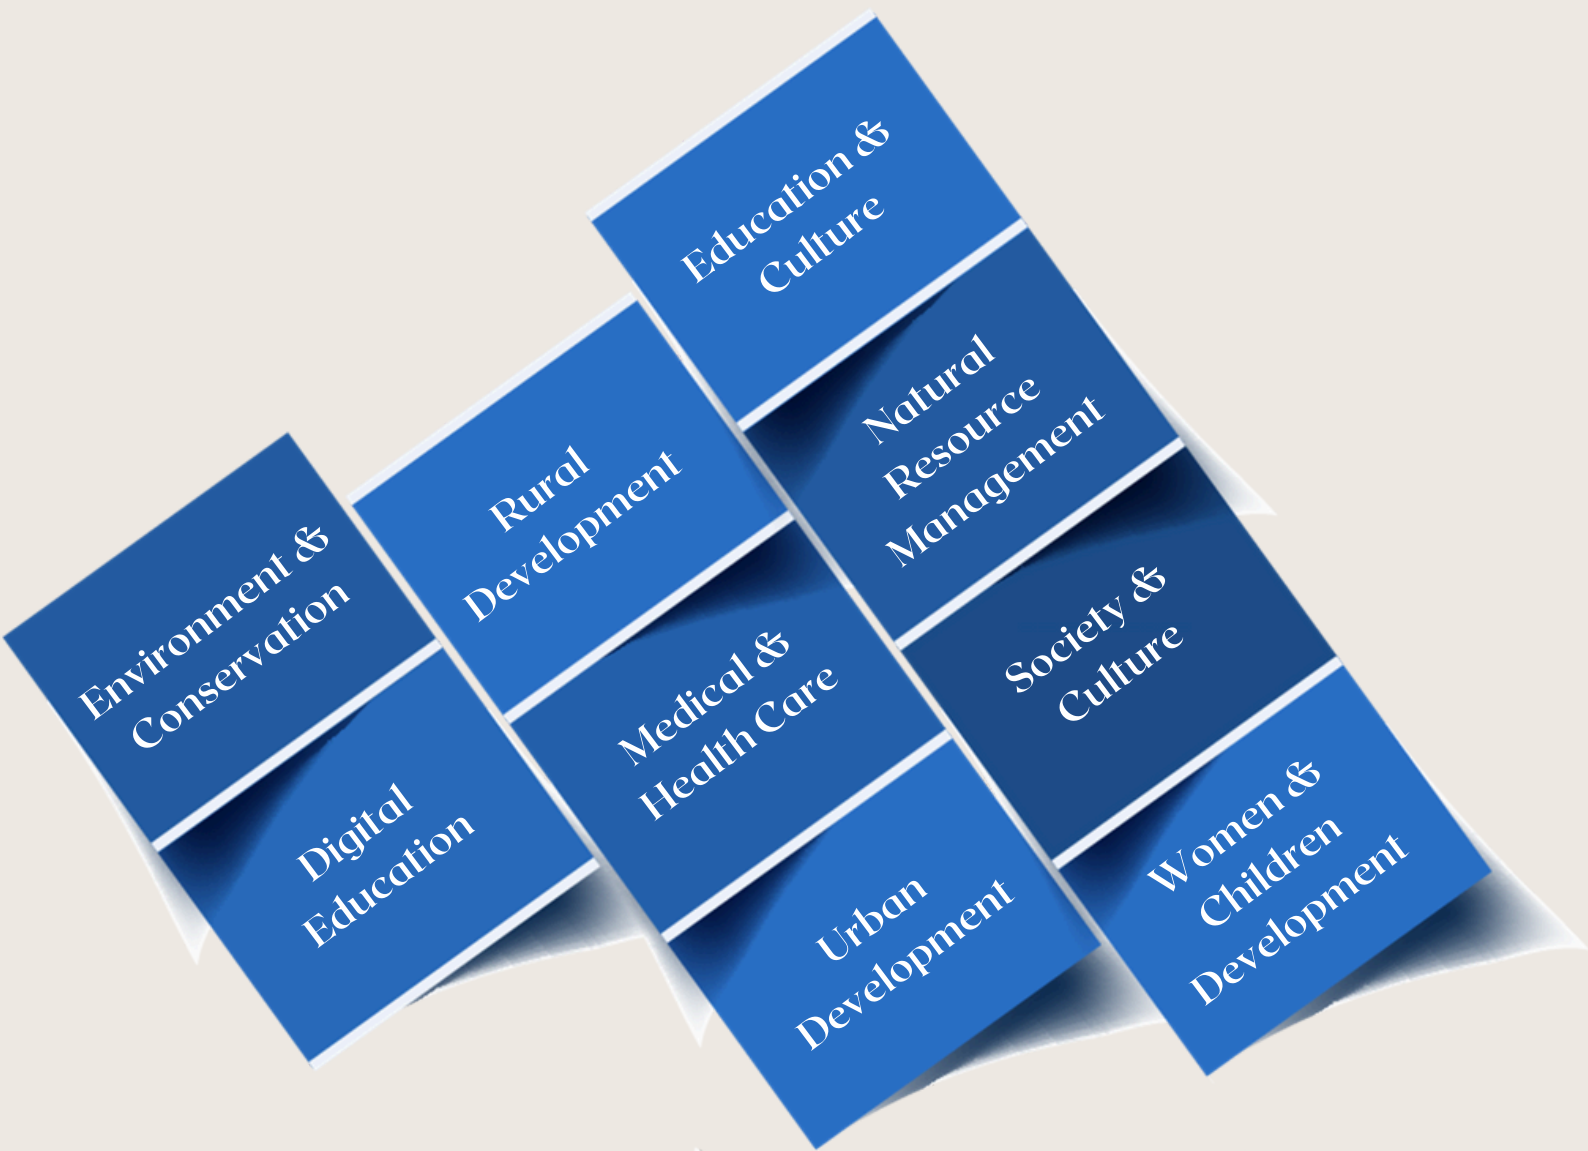 Education &
Culture
Natural
Resource
Management
Society &
Culture
Women &
Children
Development
Rural
Development
Medical &
Health Care
Urban
Development
Environment &
Conservation
Digital
Education